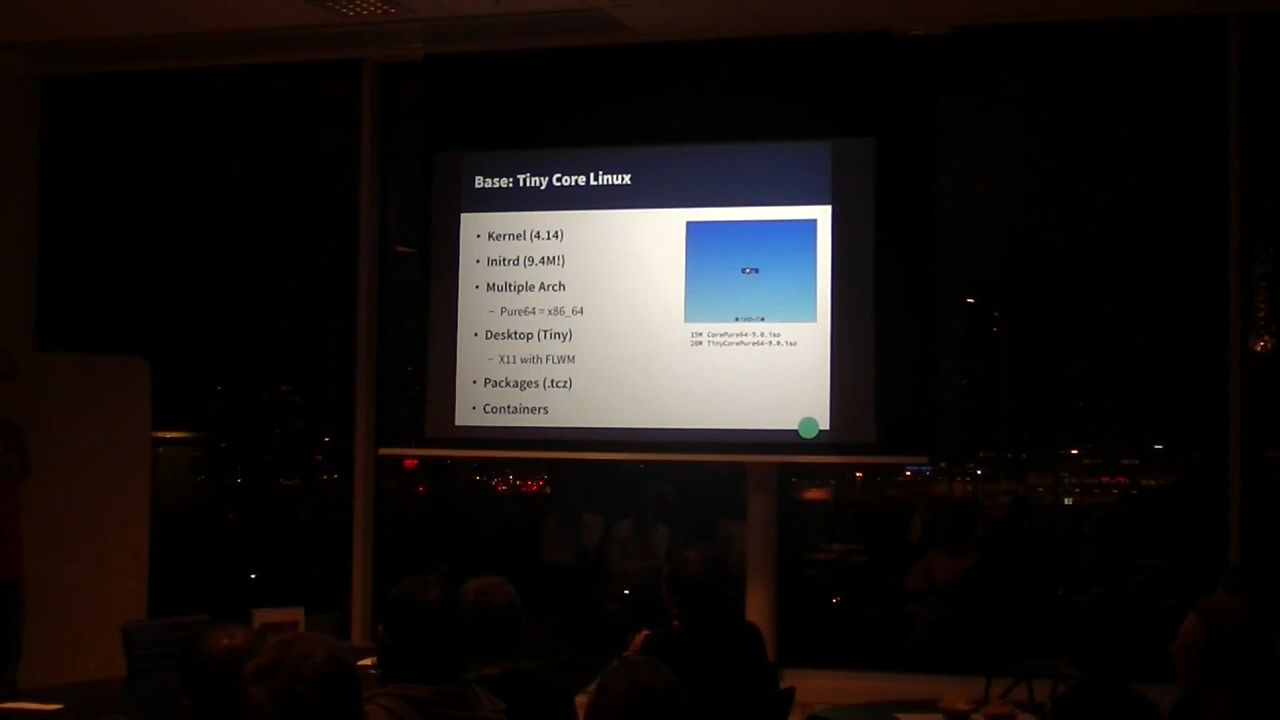 Base: Tiny Core Linux
• Kernel (4.14)
• Initrd (9.4M!)
• Multiple Arch
– Pure64 = x86_64
• Desktop (Tiny)
– X11 with FLWM
• Packages (.tcz)
• Containers
15M CorePure64-9.0.iso
20M TinyCorePure64-9.0.iso